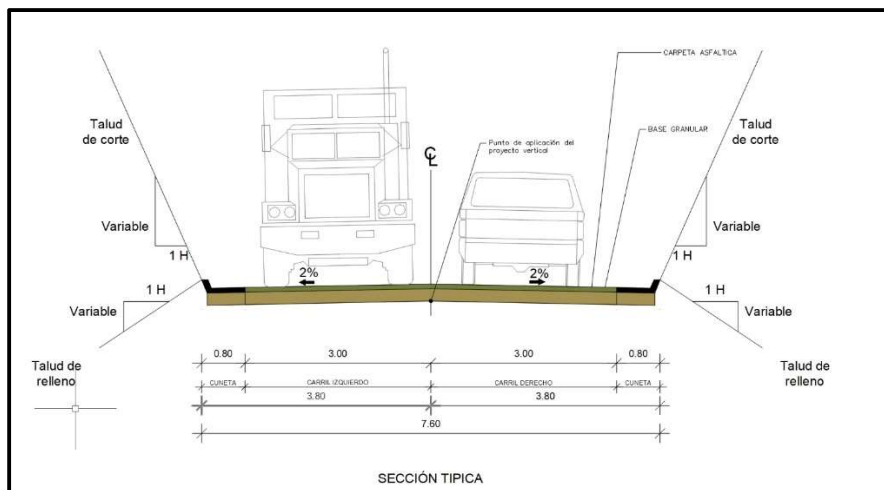 CARPETA ASFALTICA
BASE GRANULAR
Punto de aplicación del
proyecto vertical
CL
Talud
de corte
Talud
de corte
Variable
1 H
Variable
1 H
2%
2%
1 H
Variable
1 H
Variable
Talud de
relleno
Talud de
relleno
0.80
3.00
3.00
0.80
CUNETA
CARRIL IZQUIERDO
CARRIL DERECHO
CUNETA
3.80
3.80
7.60
SECCIÓN TIPICA